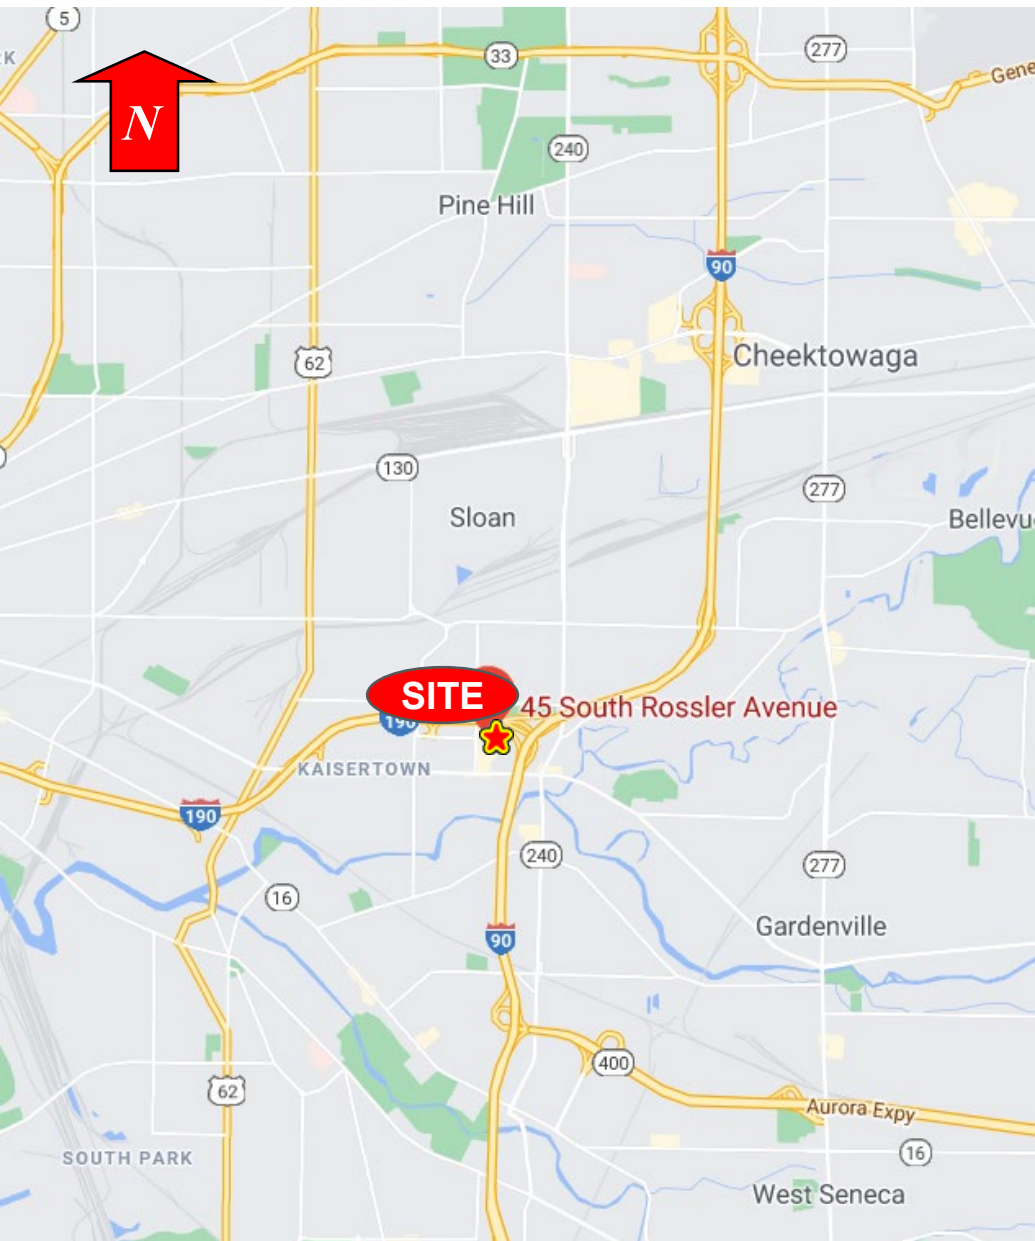 5
33
277
Gene
K
N
240
Pine Hill
90
62
Cheektowaga
130
277
Sloan
Bellevu
SITE
45 South Rossler Avenue
190
KAISERTOWN
190
240
277
16
Gardenville
90
400
62
Aurora Expy
SOUTH PARK
16
West Seneca